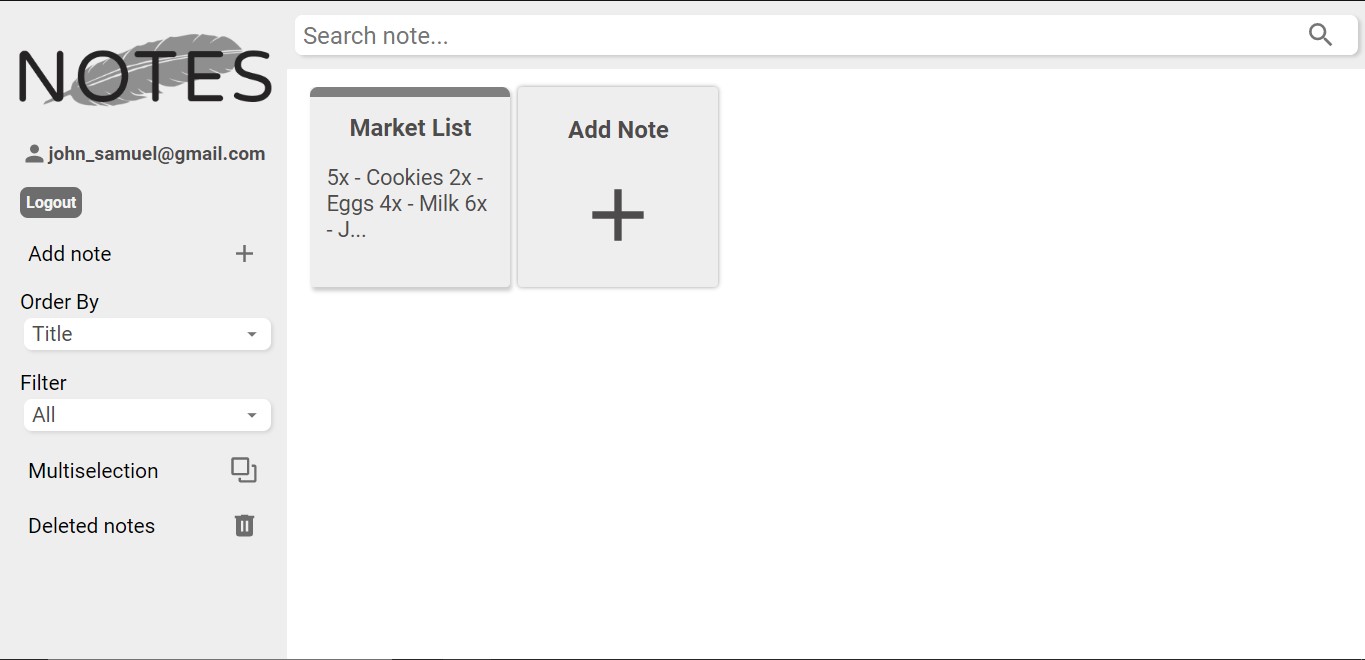 NOTES
john_samuel@gmail.com
Logout
Add note
Order By
Title
Filter
All
Multiselection
Deleted notes
Search note...
Market List
5x - Cookies 2x -
Eggs 4x - Milk 6x
- J...
Add Note